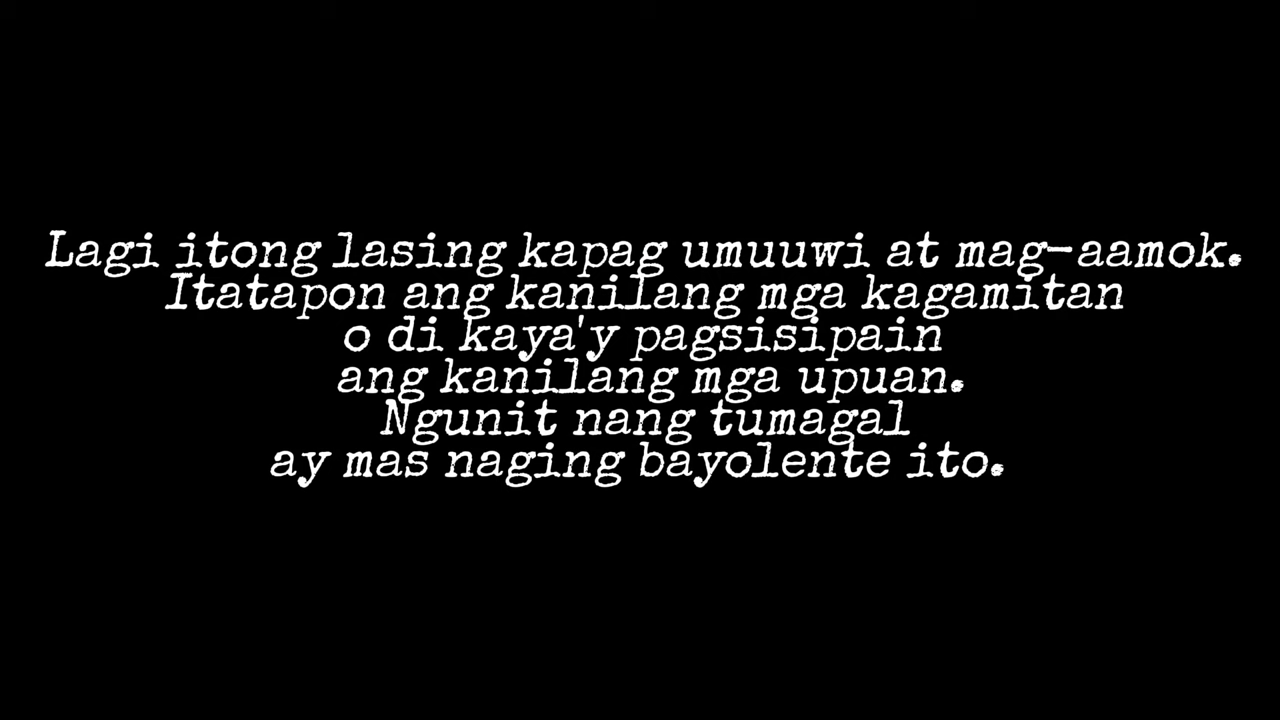 Lagi itong lasing kapag umuuwi at mag-aamok.
Itatapon ang kanilang mga kagamitan
o di kaya'y pagsisipain
ang kanilang mga upuan.
Ngunit nang tumagal
ay mas naging bayolente ito.